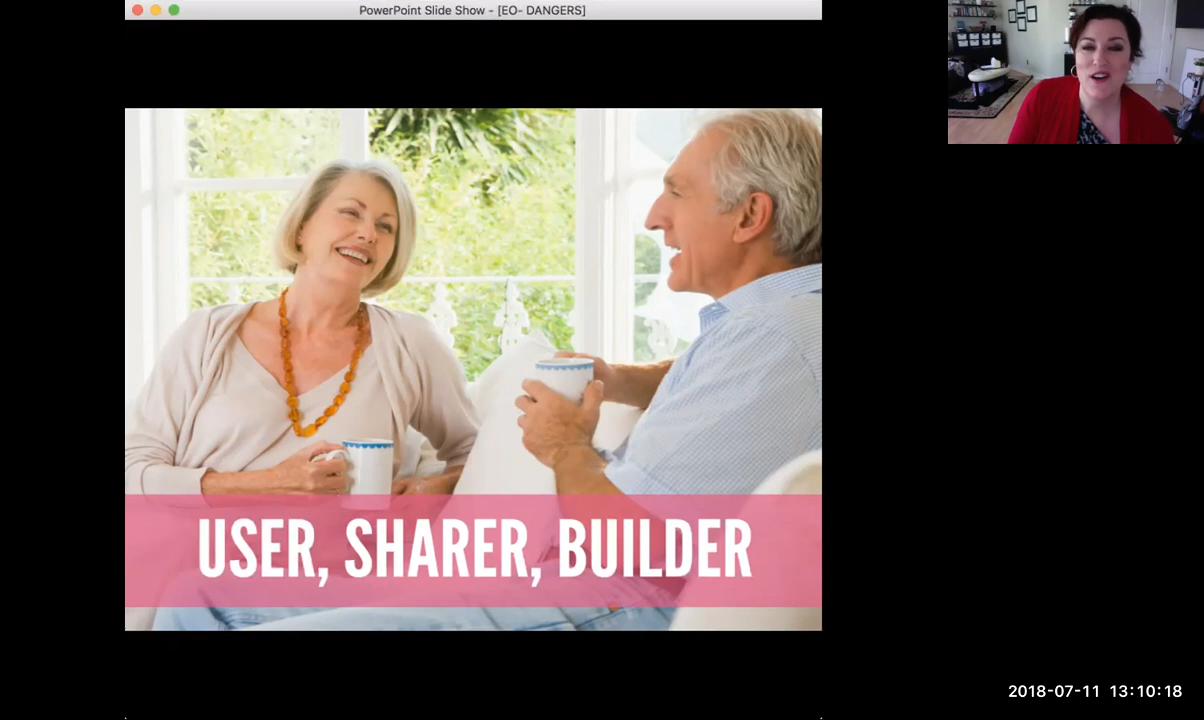 PowerPoint Slide Show - [EO- DANGERS]
USER, SHARER, BUILDER
2018-07-11 13:10:18